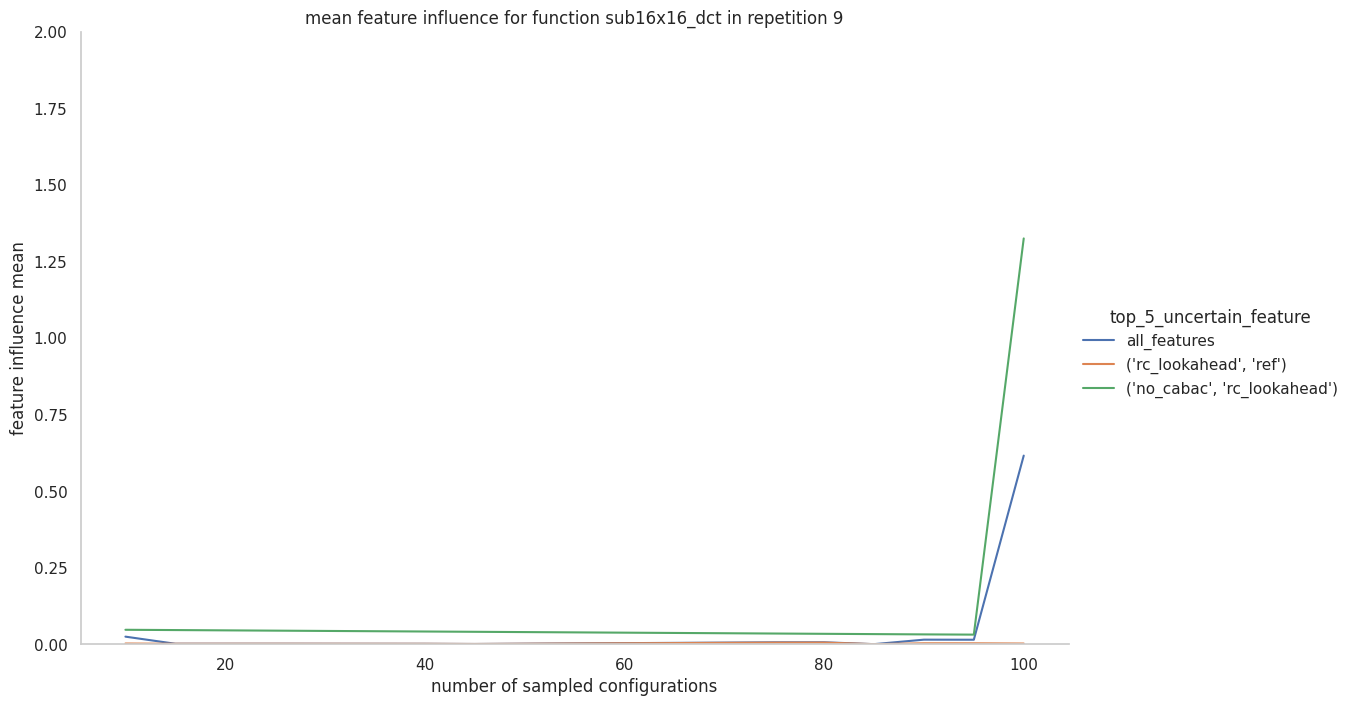 mean feature influence for function sub16x16_dct in repetition 9
2.00
1.75
1.50
1.25
1.00
0.75
0.50
0.25
0.00
feature influence mean
20 40 60 80 100
number of sampled configurations
top_5_uncertain_feature
all_features
('rc_lookahead', 'ref')
('no_cabac', 'rc_lookahead')